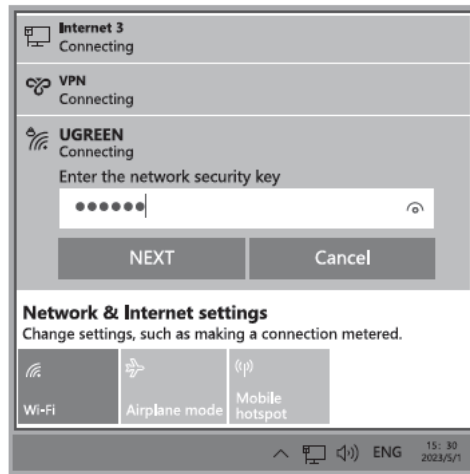 Internet 3
Connecting
VPN
Connecting
UGREEN
Connecting
Enter the network security key
NEXT
Cancel
Network & Internet settings
Change settings, such as making a connection metered.
Wi-Fi
Airplane mode
Mobile
hotspot
ENG
15: 30
2023/5/1